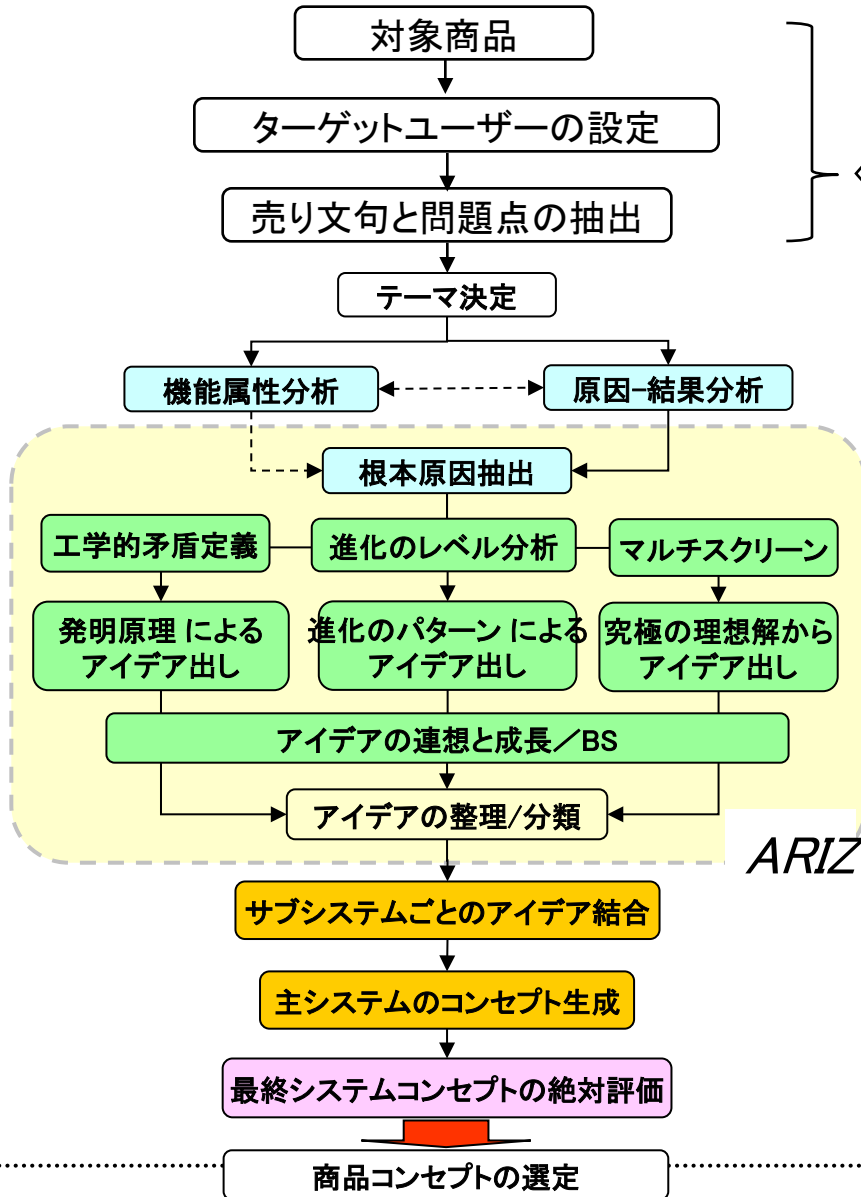 対象商品
ターゲットユーザーの設定
売り文句と問題点の抽出
テーマ決定
機能属性分析
原因-結果分析
根本原因抽出
工学的矛盾定義
進化のレベル分析
マルチスクリーン
発明原理 による
アイデア出し
進化のパターン による
アイデア出し
究極の理想解から
アイデア出し
アイデアの連想と成長/BS
アイデアの整理/分類
ARIZ
サブシステムごとのアイデア結合
主システムのコンセプト生成
最終システムコンセプトの絶対評価
商品コンセプトの選定